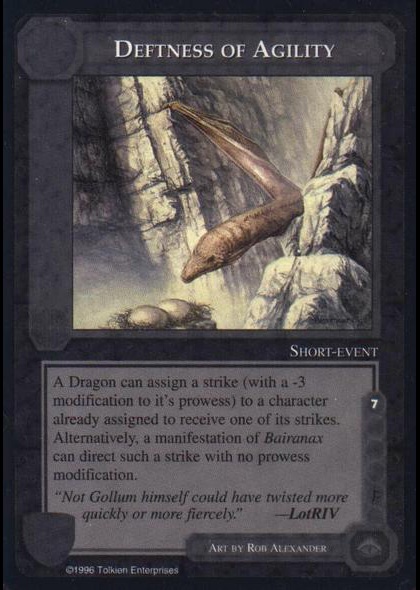 DEFTNESS OF AGILITY
SHORT-EVENT
A Dragon can assign a strike (with a -3
modification to it's prowess) to a character
already assigned to receive one of its strikes.
Alternatively, a manifestation of Bairanax
can direct such a strike with no prowess
modification.
7
"Not Gollum himself could have twisted more
quickly or more fiercely." —LotRIV
ART BY ROB ALEXANDER
©1996 Tolkien Enterprises